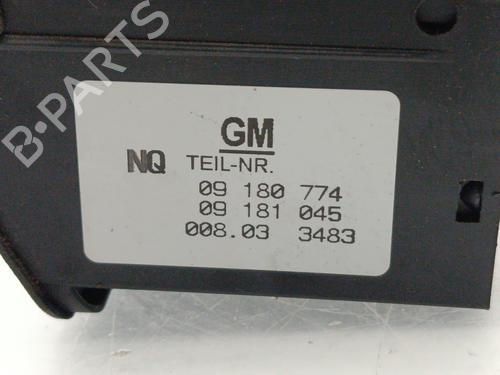 B-PARTS
GM
NQ TEIL-NR.
09 180 774
09 181 045
008.03 3483